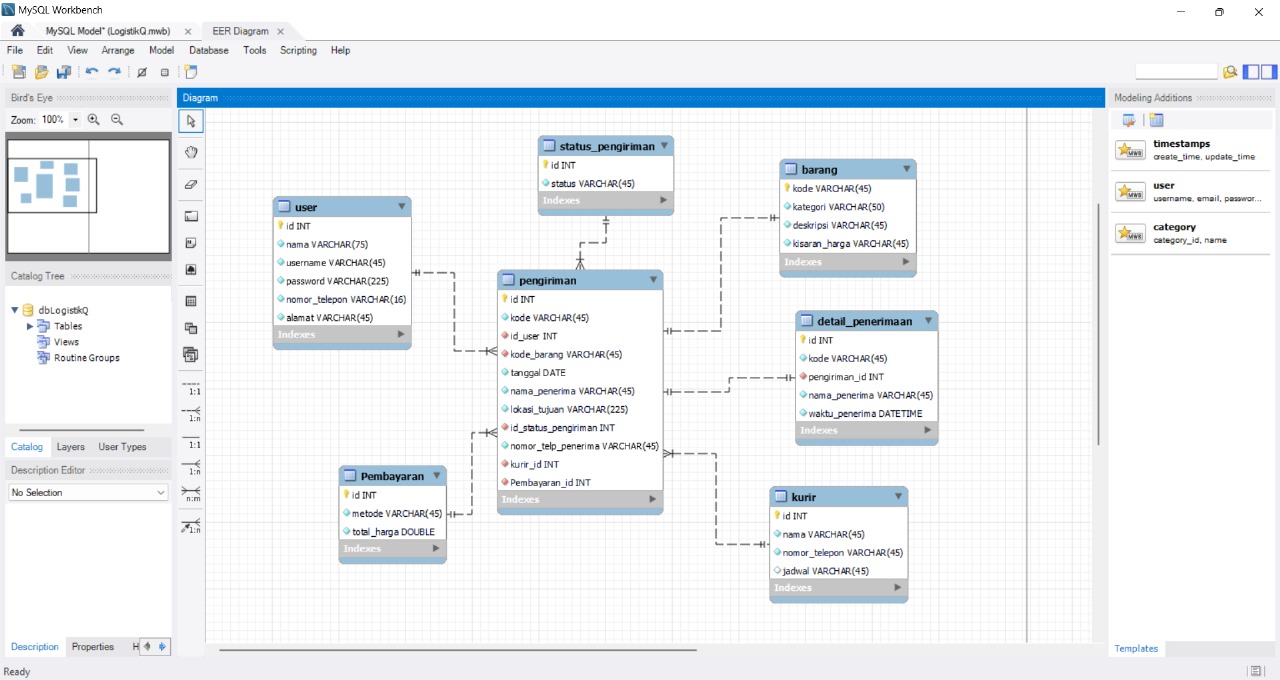 MySQL Workbench
MySQL Model* (LogistikQ.mwb)
EER Diagram
File Edit View Arrange Model Database Tools Scripting Help
Bird's Eye
Zoom: 100%
Catalog Tree
dbLogistikQ
Tables
Views
Routine Groups
Catalog Layers User Types
Description Editor
No Selection
Description Properties H
Ready
1:1
1:n
1:1
1:n
n:m
1:n
Diagram
status_pengiriman
id INT
status VARCHAR(45)
Indexes
user
id INT
nama VARCHAR(75)
username VARCHAR(45)
password VARCHAR(225)
nomor_telepon VARCHAR(16)
alamat VARCHAR(45)
Indexes
pengiriman
id INT
kode VARCHAR(45)
id_user INT
kode_barang VARCHAR(45)
tanggal DATE
nama_penerima VARCHAR(45)
lokasi_tujuan VARCHAR(225)
id_status_pengiriman INT
nomor_telp_penerima VARCHAR(45)
kurir_id INT
Pembayaran_id INT
Indexes
Pembayaran
id INT
metode VARCHAR(45)
total_harga DOUBLE
Indexes
barang
kode VARCHAR(45)
kategori VARCHAR(50)
deskripsi VARCHAR(45)
kisaran_harga VARCHAR(45)
Indexes
detail_penerimaan
id INT
kode VARCHAR(45)
pengiriman_id INT
nama_penerima VARCHAR(45)
waktu_penerima DATETIME
Indexes
kurir
id INT
nama VARCHAR(45)
nomor_telepon VARCHAR(45)
jadwal VARCHAR(45)
Indexes
Modeling Additions
timestamps
create_time, update_time
user
username, email, passwor...
category
category_id, name
MWB
MWB
MWB
Templates